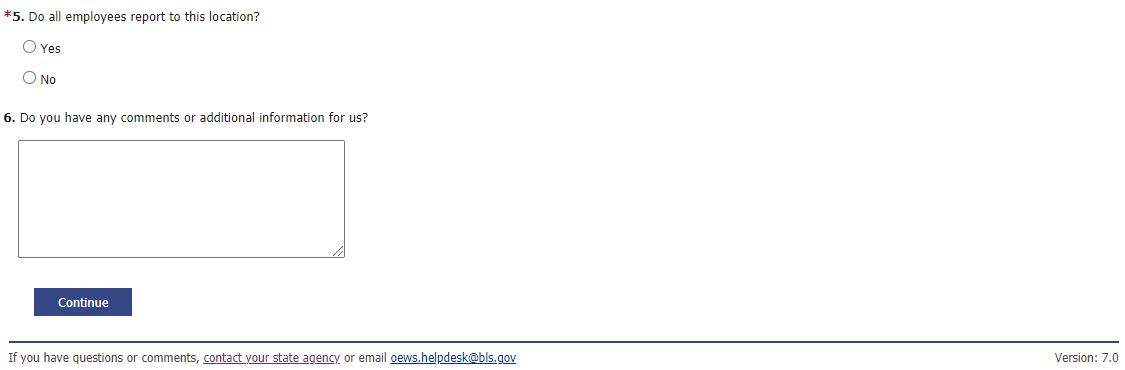 *5. Do all employees report to this location?
Yes
No
6. Do you have any comments or additional information for us?
Continue
If you have questions or comments, contact your state agency or email oews.helpdesk@bls.gov
Version: 7.0